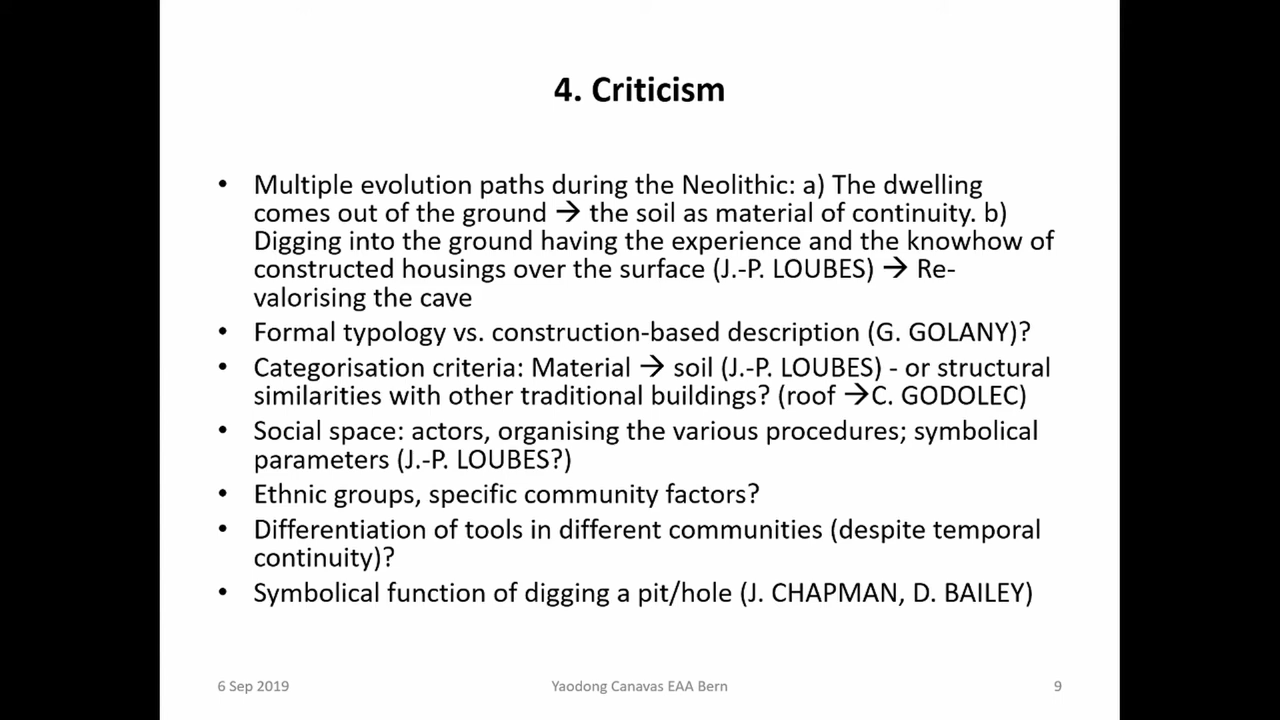 4. Criticism
• Multiple evolution paths during the Neolithic: a) The dwelling
comes out of the ground → the soil as material of continuity. b)
Digging into the ground having the experience and the knowhow of
constructed housings over the surface (J.-P. LOUBES) → Re-
valorising the cave
• Formal typology vs. construction-based description (G. GOLANY)?
• Categorisation criteria: Material → soil (J.-P. LOUBES) - or structural
similarities with other traditional buildings? (roof →C. GODOLEC)
• Social space: actors, organising the various procedures; symbolical
parameters (J.-P. LOUBES?)
• Ethnic groups, specific community factors?
• Differentiation of tools in different communities (despite temporal
continuity)?
• Symbolical function of digging a pit/hole (J. CHAPMAN, D. BAILEY)
6 Sep 2019
Yaodong Canavas EAA Bern
9